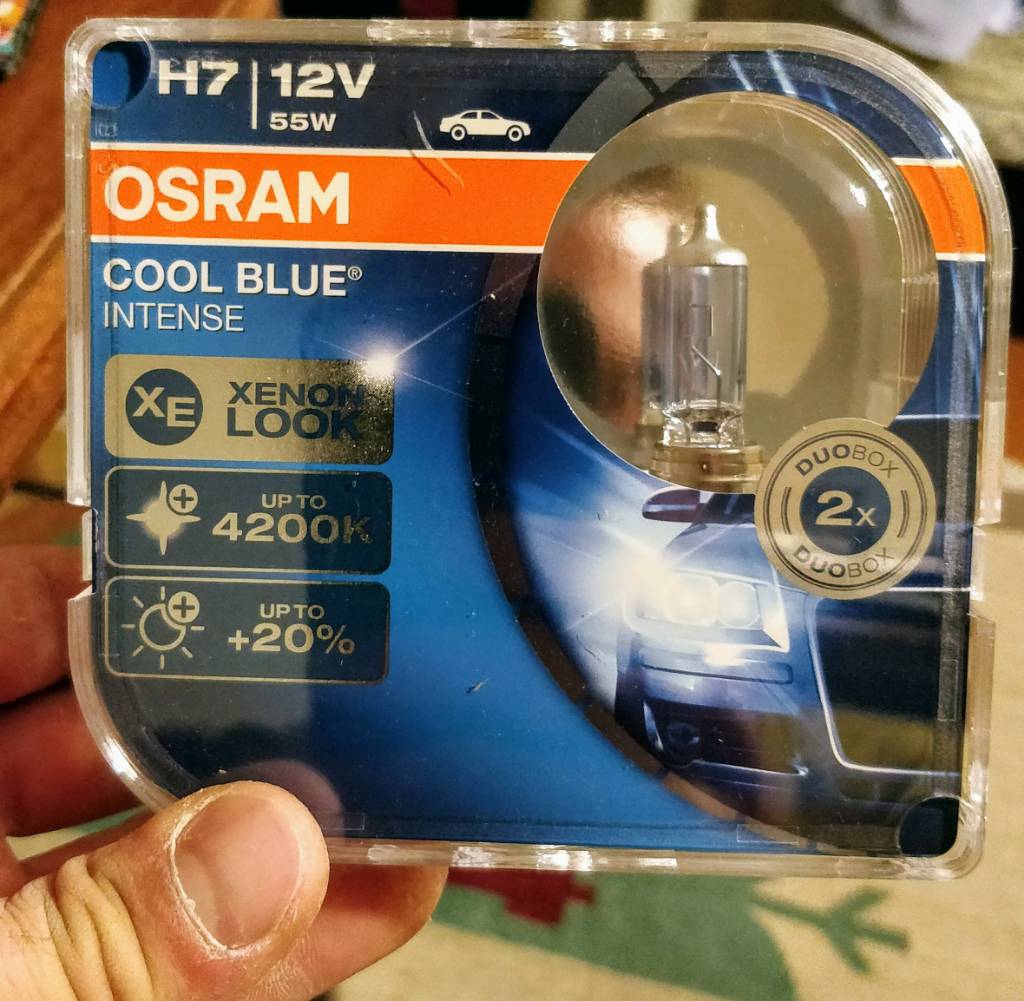 H7 12V
55W
OSRAM
COOL BLUE®
INTENSE
XE XENON
LOOK
UP TO
4200K
UP TO
+20%
DUOBOX
2x
DUOBOX